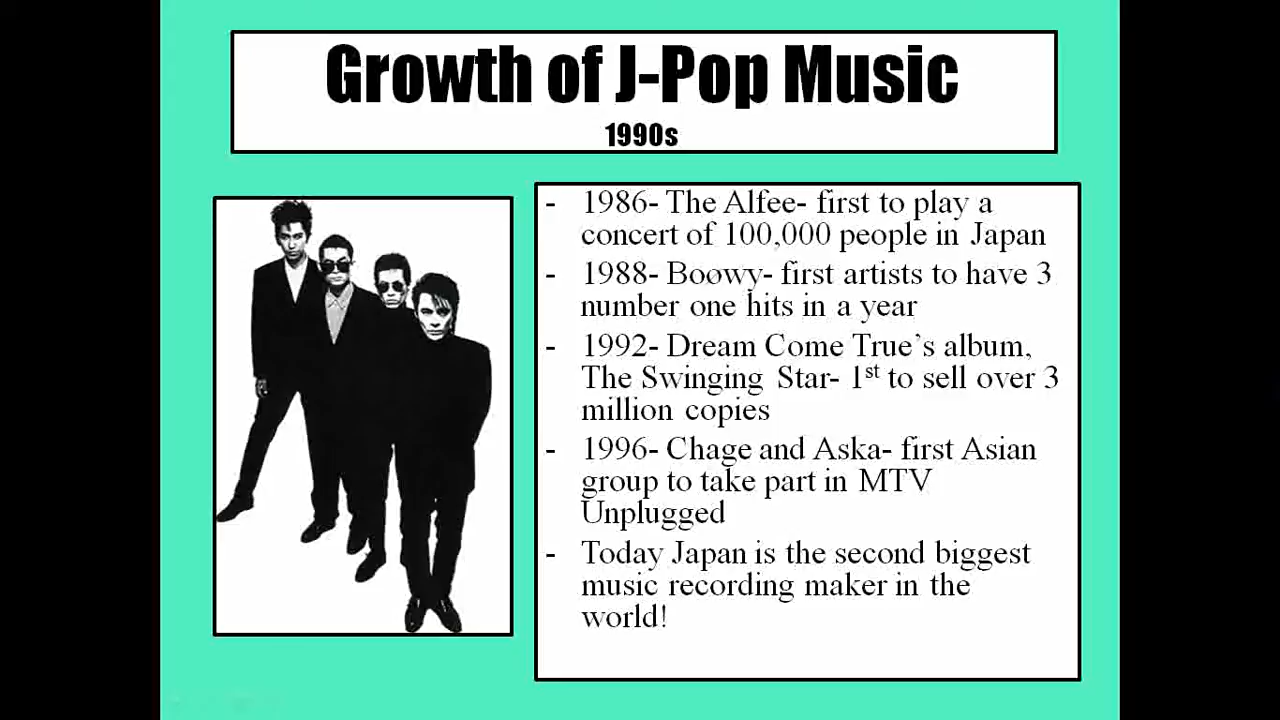 Growth of J-Pop Music
1990s
- 1986- The Alfee- first to play a
concert of 100,000 people in Japan
- 1988- Boøwy- first artists to have 3
number one hits in a year
- 1992- Dream Come True’s album,
The Swinging Star- 1st to sell over 3
million copies
- 1996- Chage and Aska- first Asian
group to take part in MTV
Unplugged
- Today Japan is the second biggest
music recording maker in the
world!